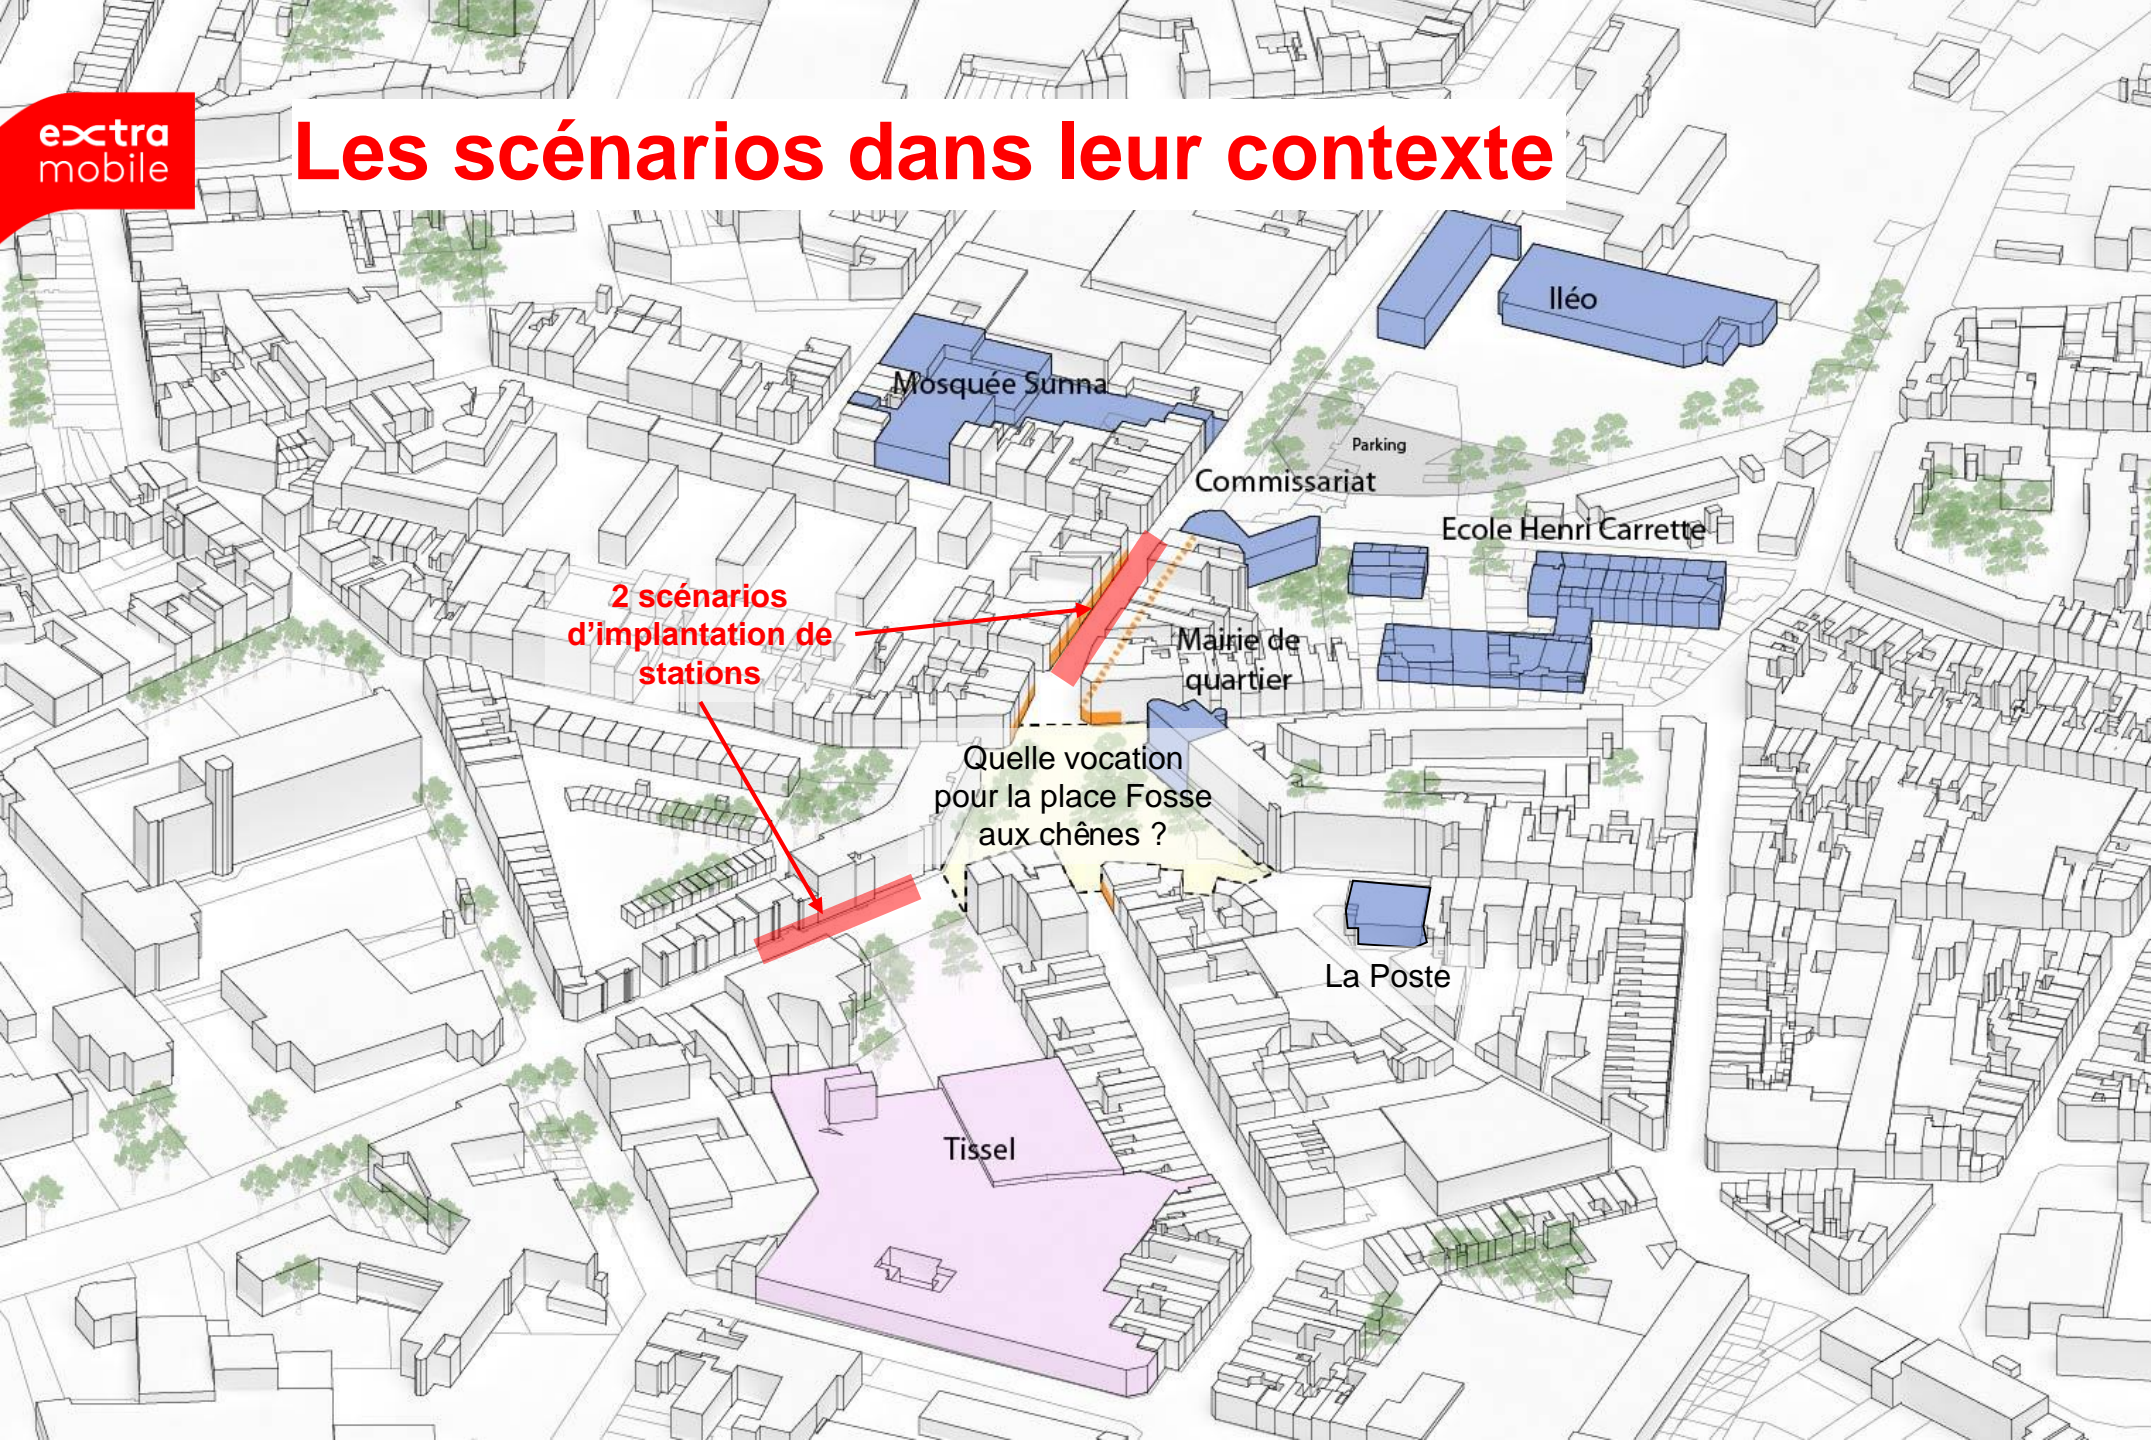 extra
mobile
Les scénarios dans leur contexte
Iléo
Mosquée Sunna
Parking
Commissariat
Ecole Henri Carrette
2 scénarios
d'implantation de
stations
Mairie de
quartier
Quelle vocation
pour la place Fosse
aux chênes ?
La Poste
Tissel